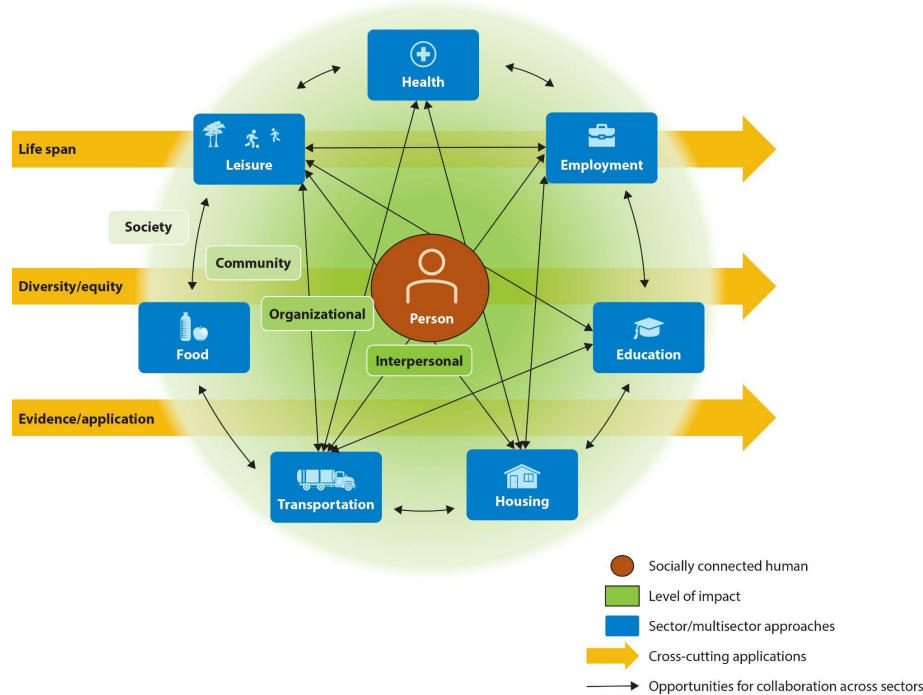 Health
Life span
Leisure
Employment
Society
Community
Diversity/equity
Organizational
Person
Food
Interpersonal
Education
Evidence/application
Transportation
Housing
Socially connected human
Level of impact
Sector/multisector approaches
Cross-cutting applications
Opportunities for collaboration across sectors